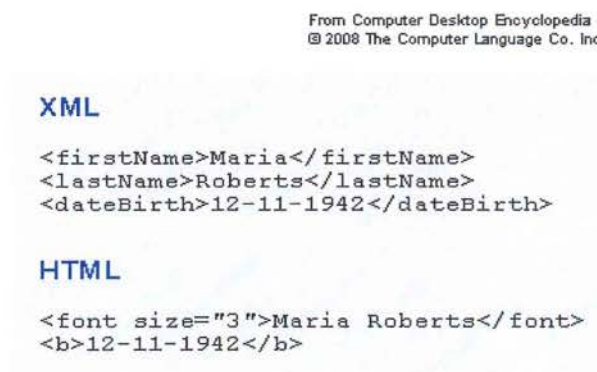 From Computer Desktop Encyclopedia
© 2008 The Computer Language Co. Inc
XML
<firstName>Maria</firstName>
<lastName>Roberts</lastName>
<dateBirth>12-11-1942</dateBirth>
HTML
<font size="3">Maria Roberts</font>
<b>12-11-1942</b>